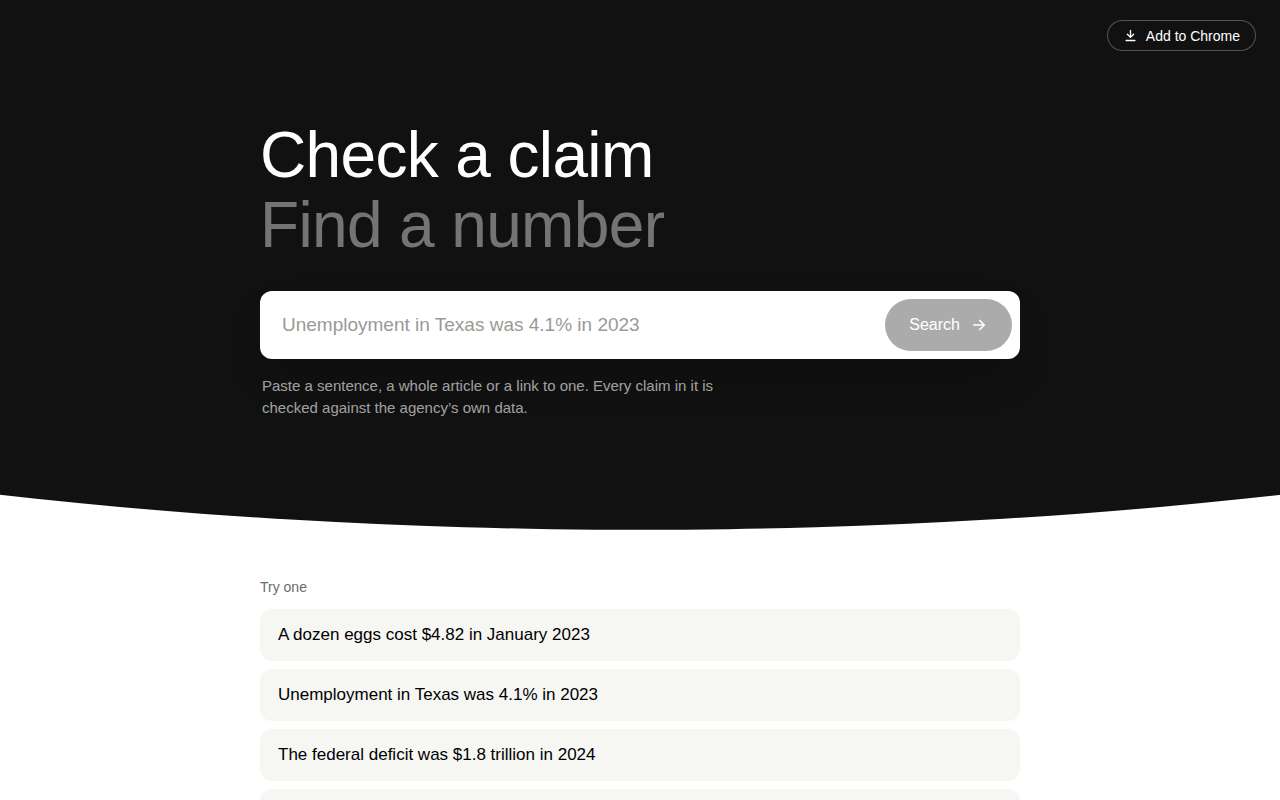 Add to Chrome
Check a claim
Find a number
Unemployment in Texas was 4.1% in 2023
Search
Paste a sentence, a whole article or a link to one. Every claim in it is
checked against the agency’s own data.
Try one
A dozen eggs cost $4.82 in January 2023
Unemployment in Texas was 4.1% in 2023
The federal deficit was $1.8 trillion in 2024